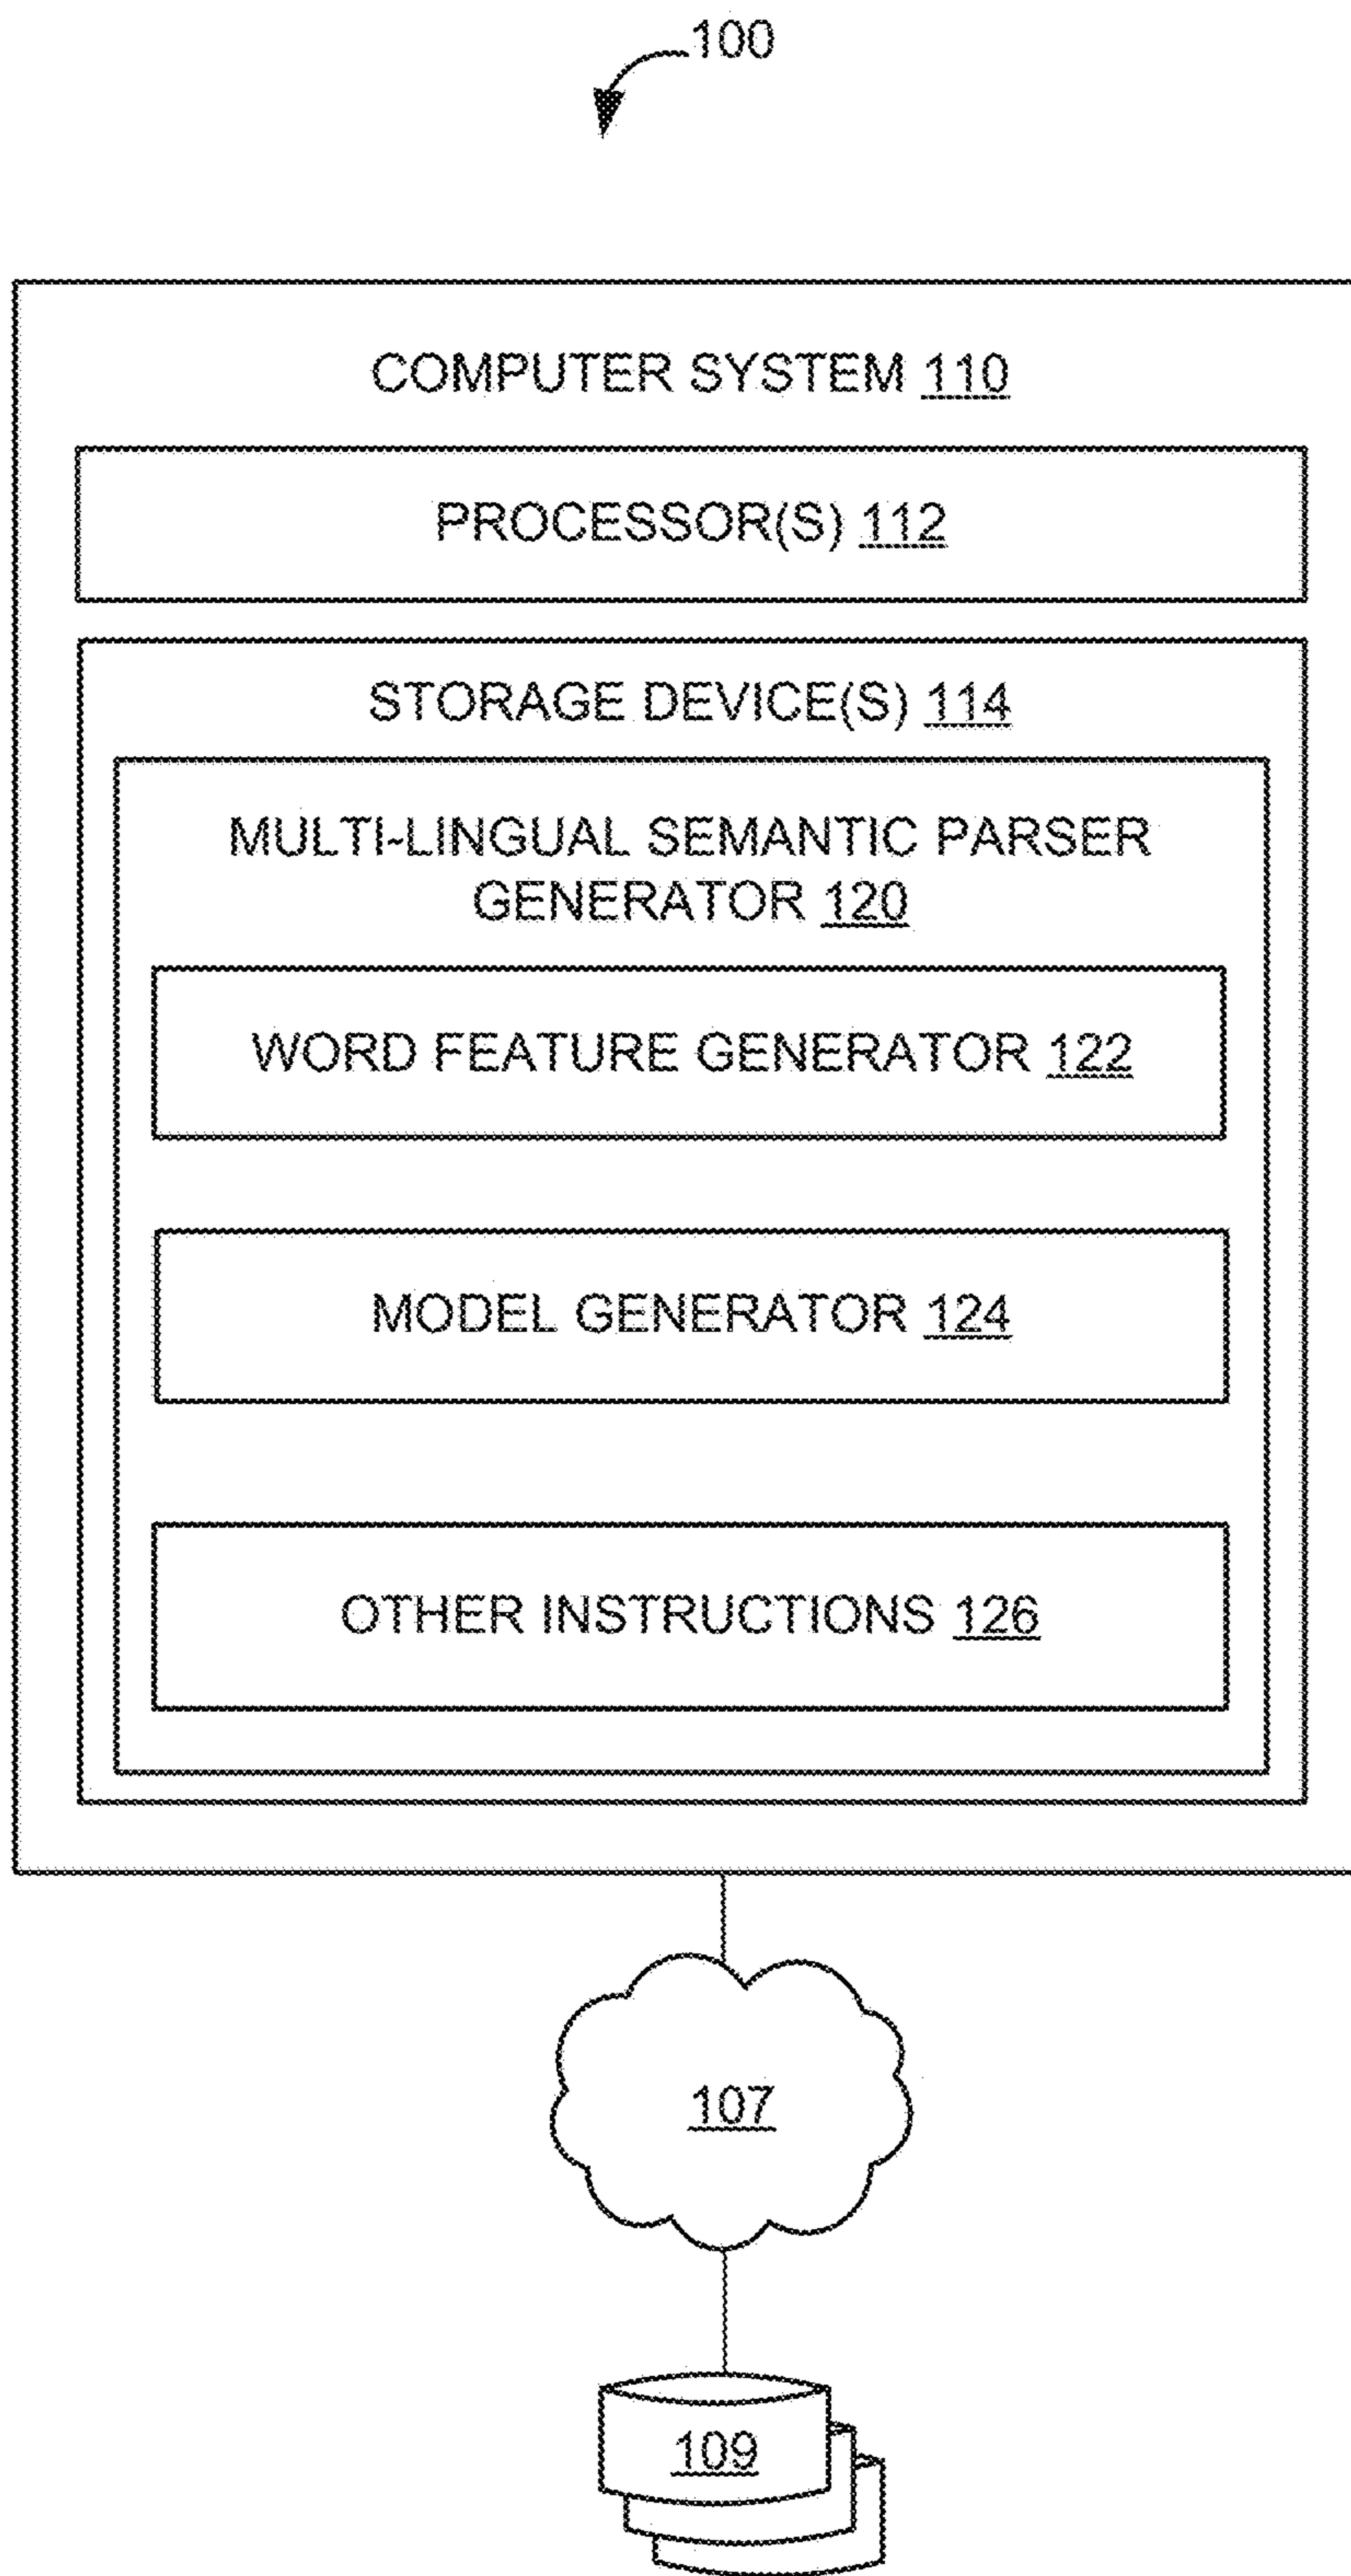 100
COMPUTER SYSTEM 110
PROCESSOR(S) 112
STORAGE DEVICE(S) 114
MULTI-LINGUAL SEMANTIC PARSER
GENERATOR 120
WORD FEATURE GENERATOR 122
MODEL GENERATOR 124
OTHER INSTRUCTIONS 126
107
109